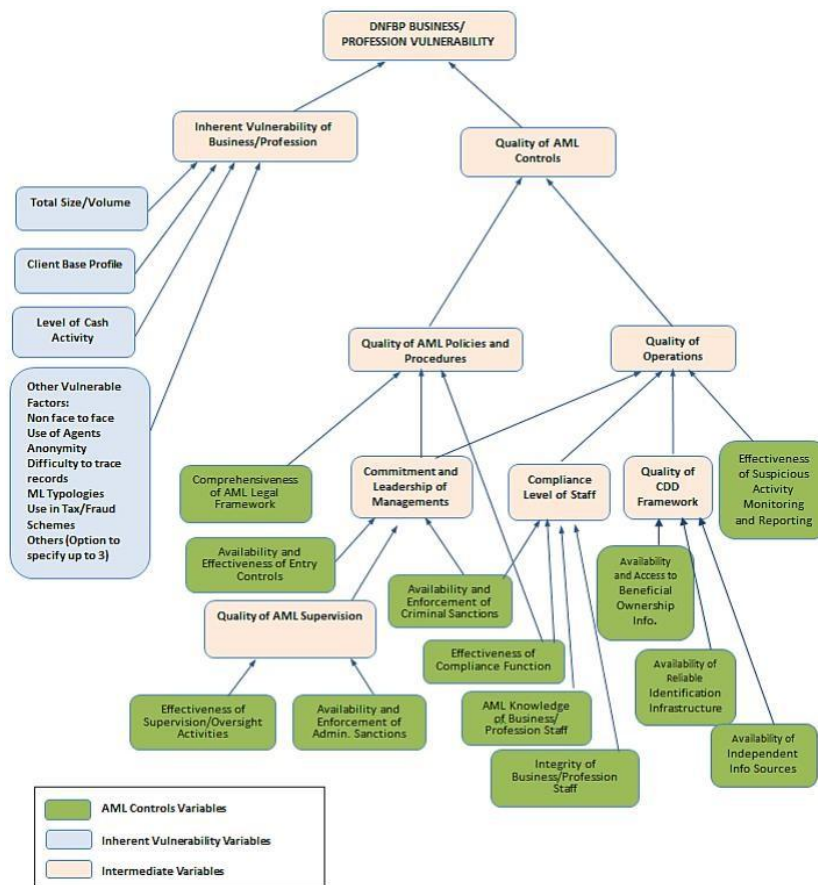 DNFBP BUSINESS/
PROFESSION VULNERABILITY
Inherent Vulnerability of
Business/Profession
Quality of AML
Controls
Total Size/Volume
Client Base Profile
Level of Cash
Activity
Other Vulnerable
Factors:
Non face to face
Use of Agents
Anonymity
Difficulty to trace
records
ML Typologies
Use in Tax/Fraud
Schemes
Others (Option to
specify up to 3)
Quality of AML Policies and
Procedures
Quality of
Operations
Comprehensiveness
of AML Legal
Framework
Commitment and
Leadership of
Managements
Compliance
Level of Staff
Quality of
CDD
Framework
Effectiveness
of Suspicious
Activity
Monitoring
and Reporting
Availability and
Effectiveness of Entry
Controls
Availability and
Enforcement of
Criminal Sanctions
Availability
and Access to
Beneficial
Ownership
Info.
Quality of AML Supervision
Effectiveness of
Compliance Function
Availability of
Reliable
Identification
Infrastructure
Effectiveness of
Supervision/Oversight
Activities
Availability and
Enforcement of
Admin. Sanctions
AML Knowledge
of Business/
Profession Staff
Integrity of
Business/Profession
Staff
Availability of
Independent
Info Sources
AML Controls Variables
Inherent Vulnerability Variables
Intermediate Variables